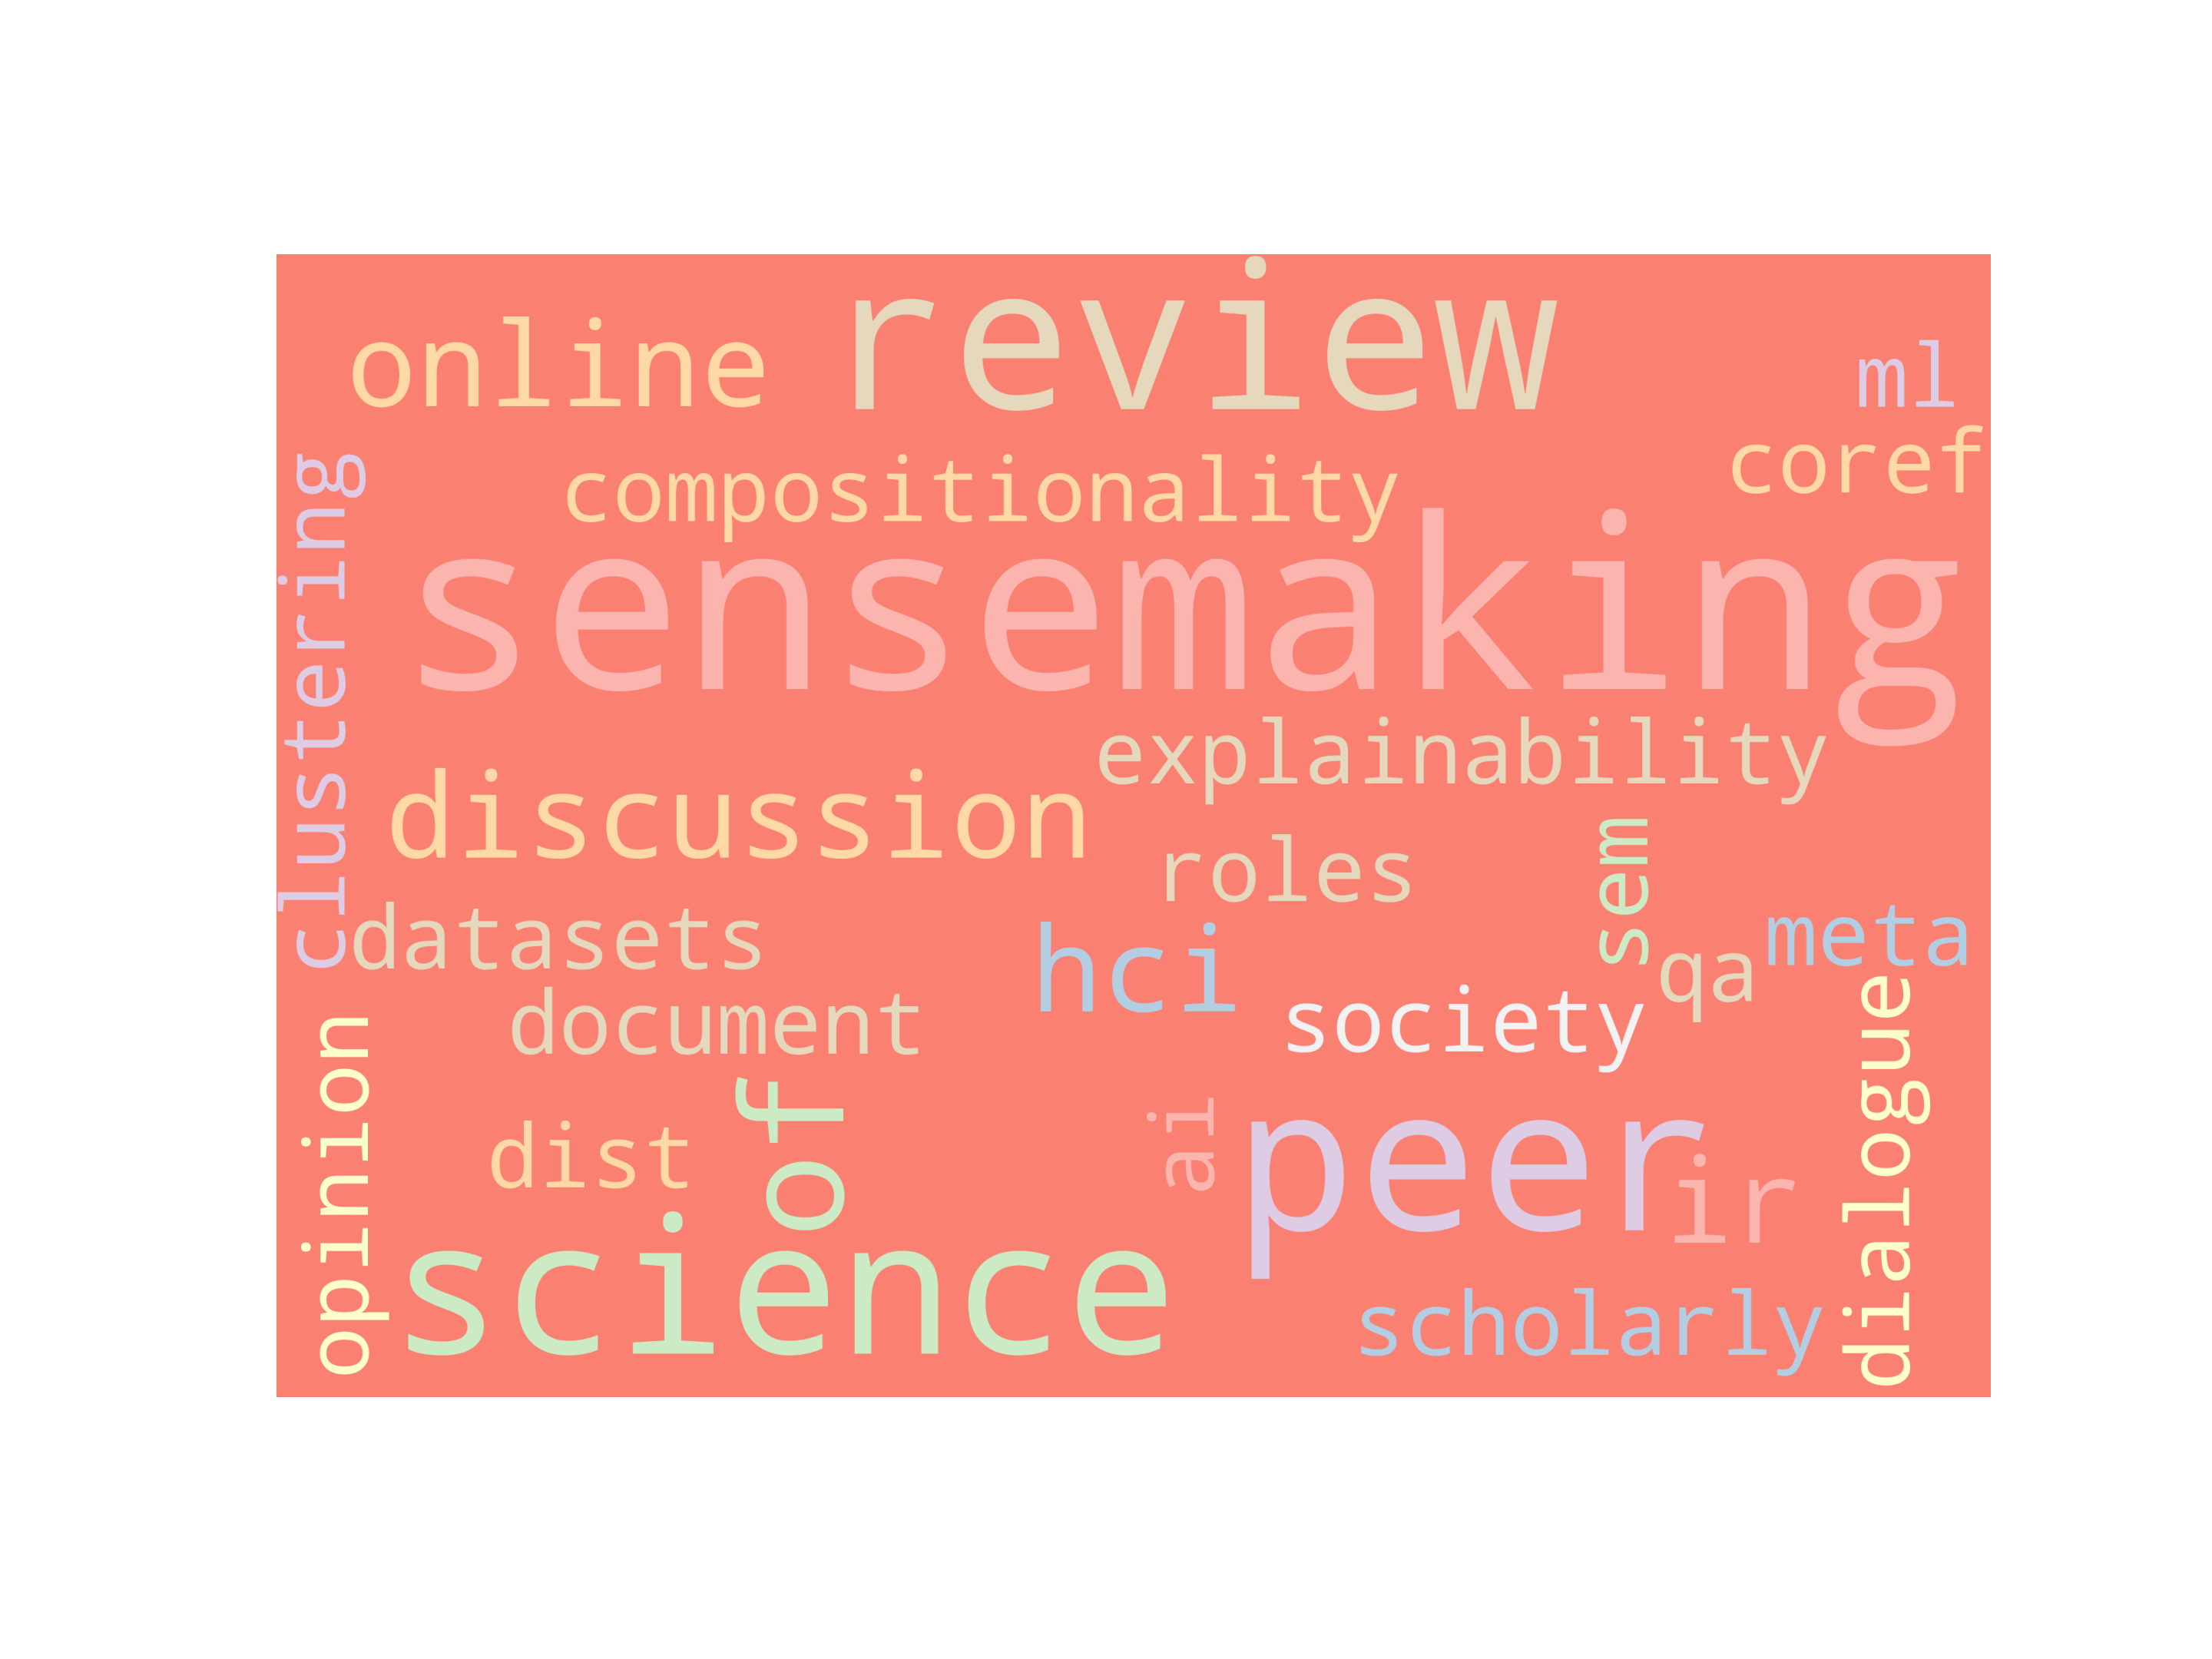 online
review
ml
coref
compositionality
clustering
sensemaking
explainability
discussion
roles
sem
datasets
hci
meta
qa
document
society
opinion
of
dist
al
peer
ir
dialogue
science
scholarly